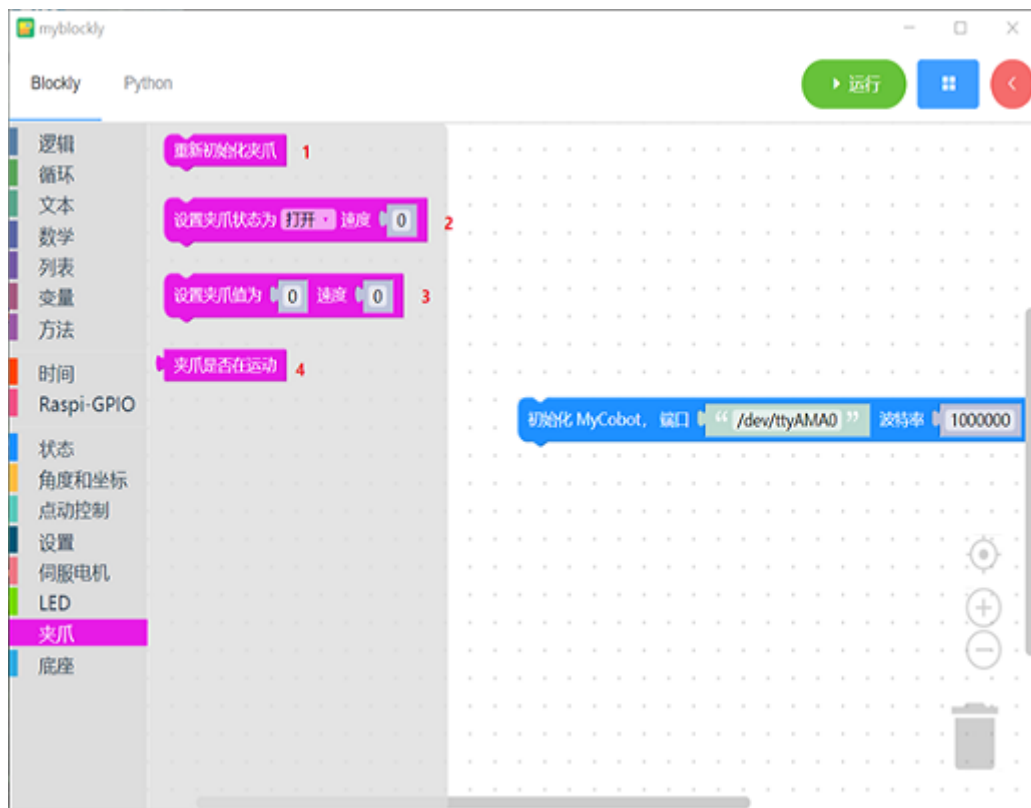 myblockly
Blockly Python
运行
逻辑
循环
文本
数学
列表
变量
方法
时间
Raspi-GPIO
状态
角度和坐标
点动控制
设置
伺服电机
LED
夹爪
底座
重新初始化夹爪 1
设置夹爪状态为 打开 速度 0 2
设置夹爪值为 0 速度 0 3
夹爪是否在运动 4
初始化 MyCobot， 端口 “ /dev/ttyAMA0 ” 波特率 1000000